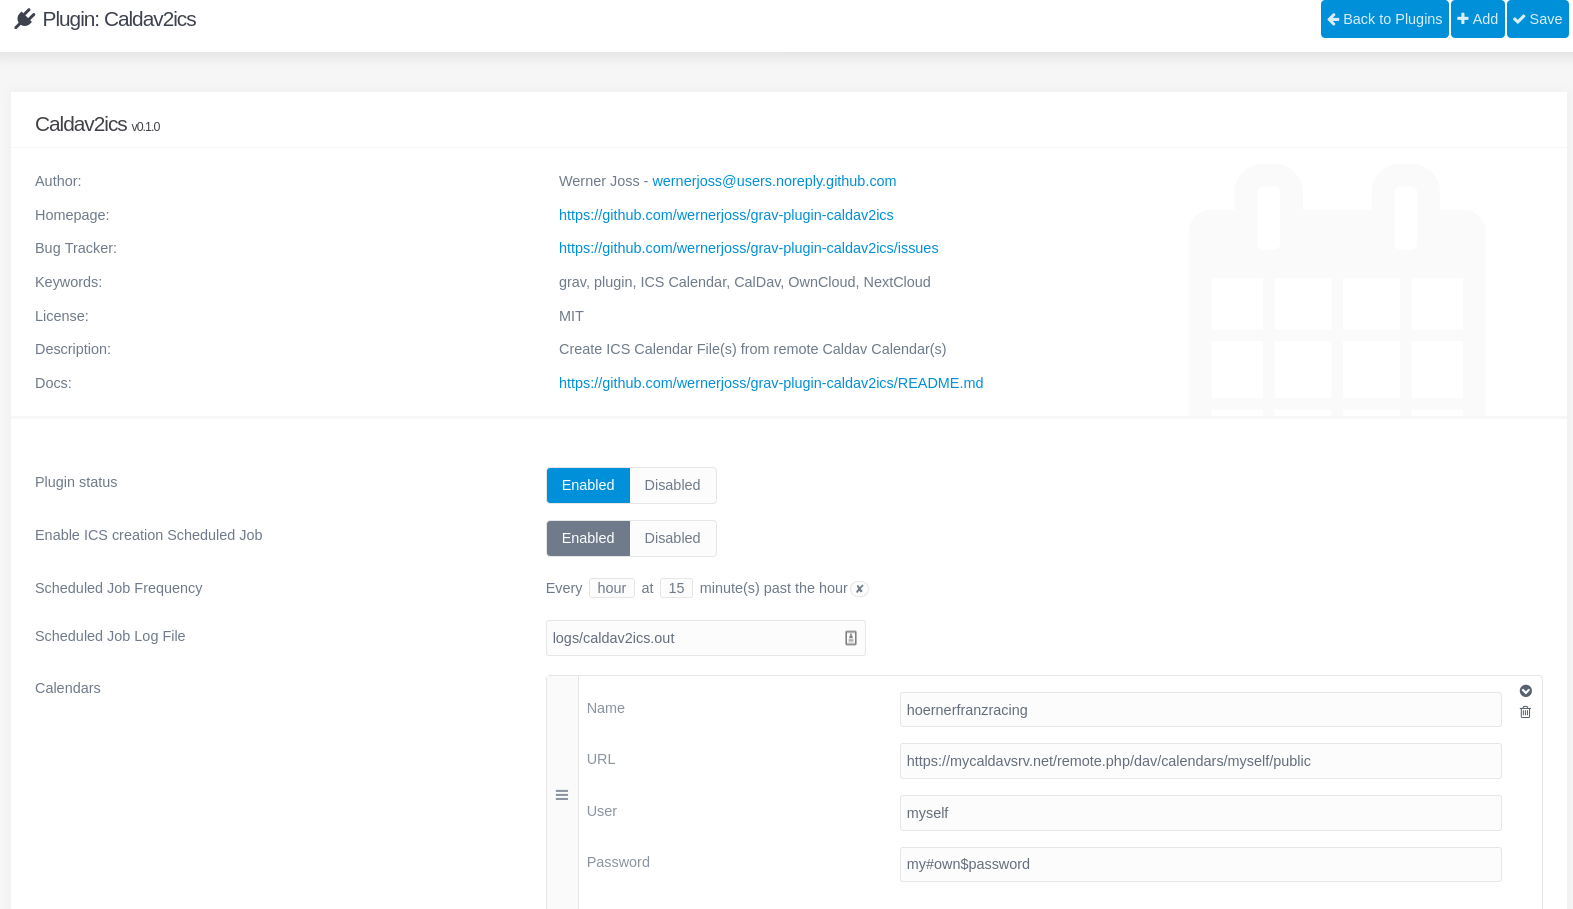 Plugin: Caldav2ics
Back to Plugins
Add
Save
Caldav2ics v0.1.0
Author: Werner Joss - wernerjoss@users.noreply.github.com
Homepage: https://github.com/wernerjoss/grav-plugin-caldav2ics
Bug Tracker: https://github.com/wernerjoss/grav-plugin-caldav2ics/issues
Keywords: grav, plugin, ICS Calendar, CalDav, OwnCloud, NextCloud
License: MIT
Description: Create ICS Calendar File(s) from remote Caldav Calendar(s)
Docs: https://github.com/wernerjoss/grav-plugin-caldav2ics/README.md
Plugin status Enabled Disabled
Enable ICS creation Scheduled Job Enabled Disabled
Scheduled Job Frequency Every hour at 15 minute(s) past the hour ✘
Scheduled Job Log File logs/caldav2ics.out
Calendars
Name hoernerfranzracing
URL https://mycaldavsrv.net/remote.php/dav/calendars/myself/public
User myself
Password my#own$password